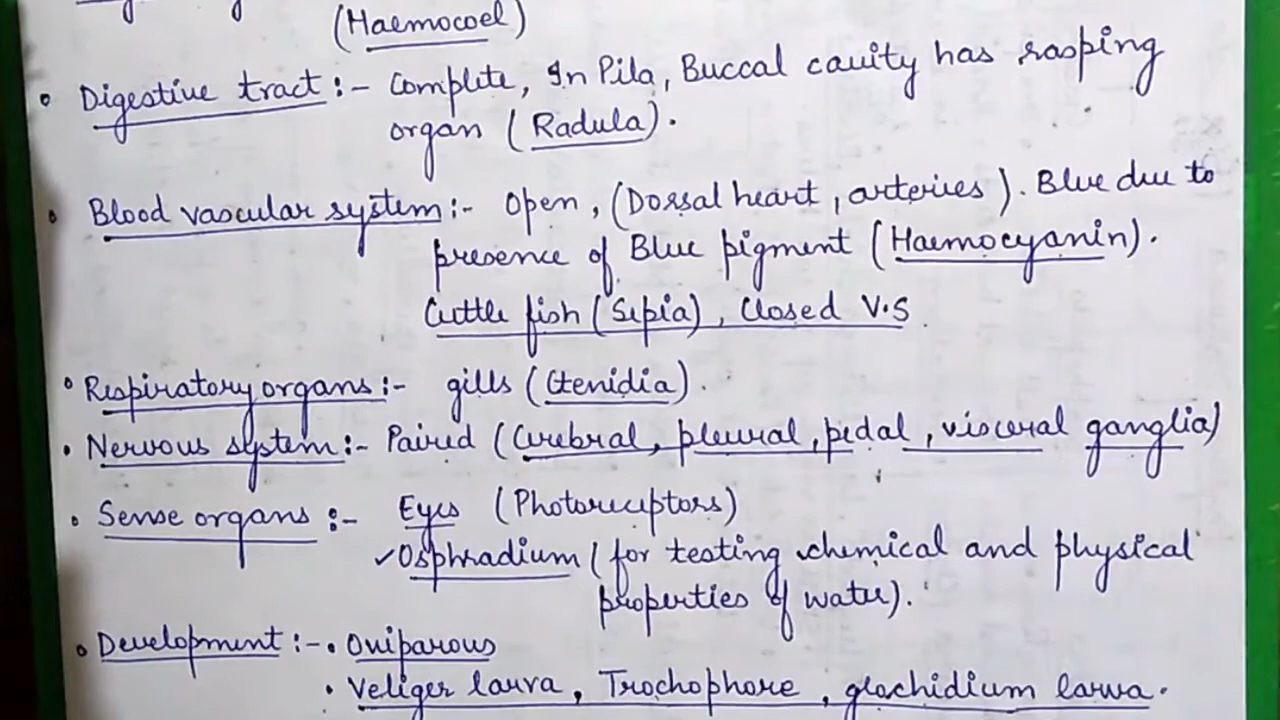 (Haemocoel)
• Digestive tract :- Complete, In Pila, Buccal cavity has rasping
organ (Radula).
• Blood vascular system :- Open, (Dorsal heart, arteries). Blue due to
presence of Blue pigment (Haemocyanin).
Cuttle fish (Sepia), Closed V.S
• Respiratory organs :- gills (Ctenidia).
• Nervous system :- Paired (Cerebral, pleural, pedal, visceral ganglia)
• Sense organs :- Eyes (Photoreceptors)
✓Osphradium (for testing chemical and physical
properties of water).
• Development :- • Oviparous
• Veliger larva, Trochophore, glochidium larva.